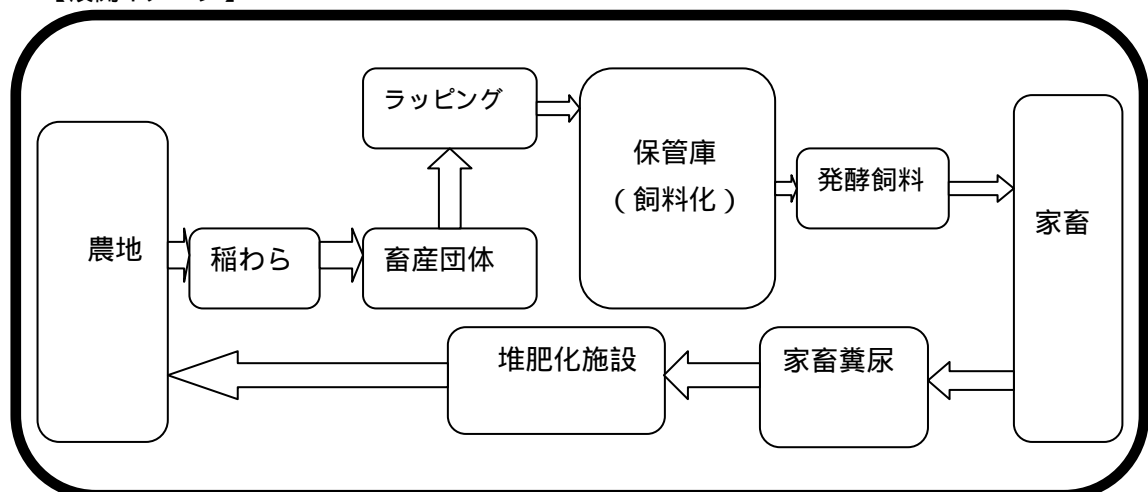 ラッピング
保管庫
（飼料化）
発酵飼料
家畜
農地
稲わら
畜産団体
堆肥化施設
家畜糞尿